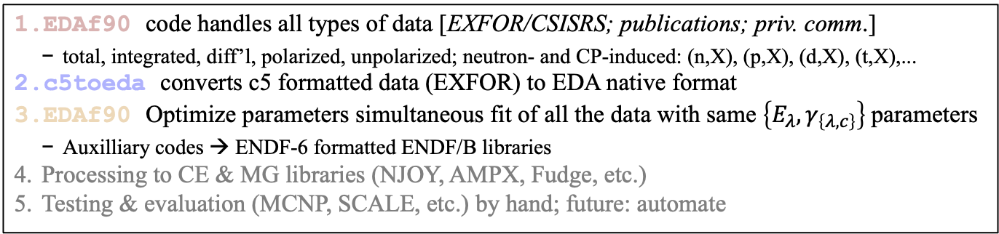 1.EDAf90 code handles all types of data [EXFOR/CSISRS; publications; priv. comm.]
− total, integrated, diff'l, polarized, unpolarized; neutron- and CP-induced: (n,X), (p,X), (d,X), (t,X),...
2.c5toeda converts c5 formatted data (EXFOR) to EDA native format
3.EDAf90 Optimize parameters simultaneous fit of all the data with same {E_λ, γ_{λ,c}} parameters
− Auxilliary codes → ENDF-6 formatted ENDF/B libraries
4. Processing to CE & MG libraries (NJOY, AMPX, Fudge, etc.)
5. Testing & evaluation (MCNP, SCALE, etc.) by hand; future: automate